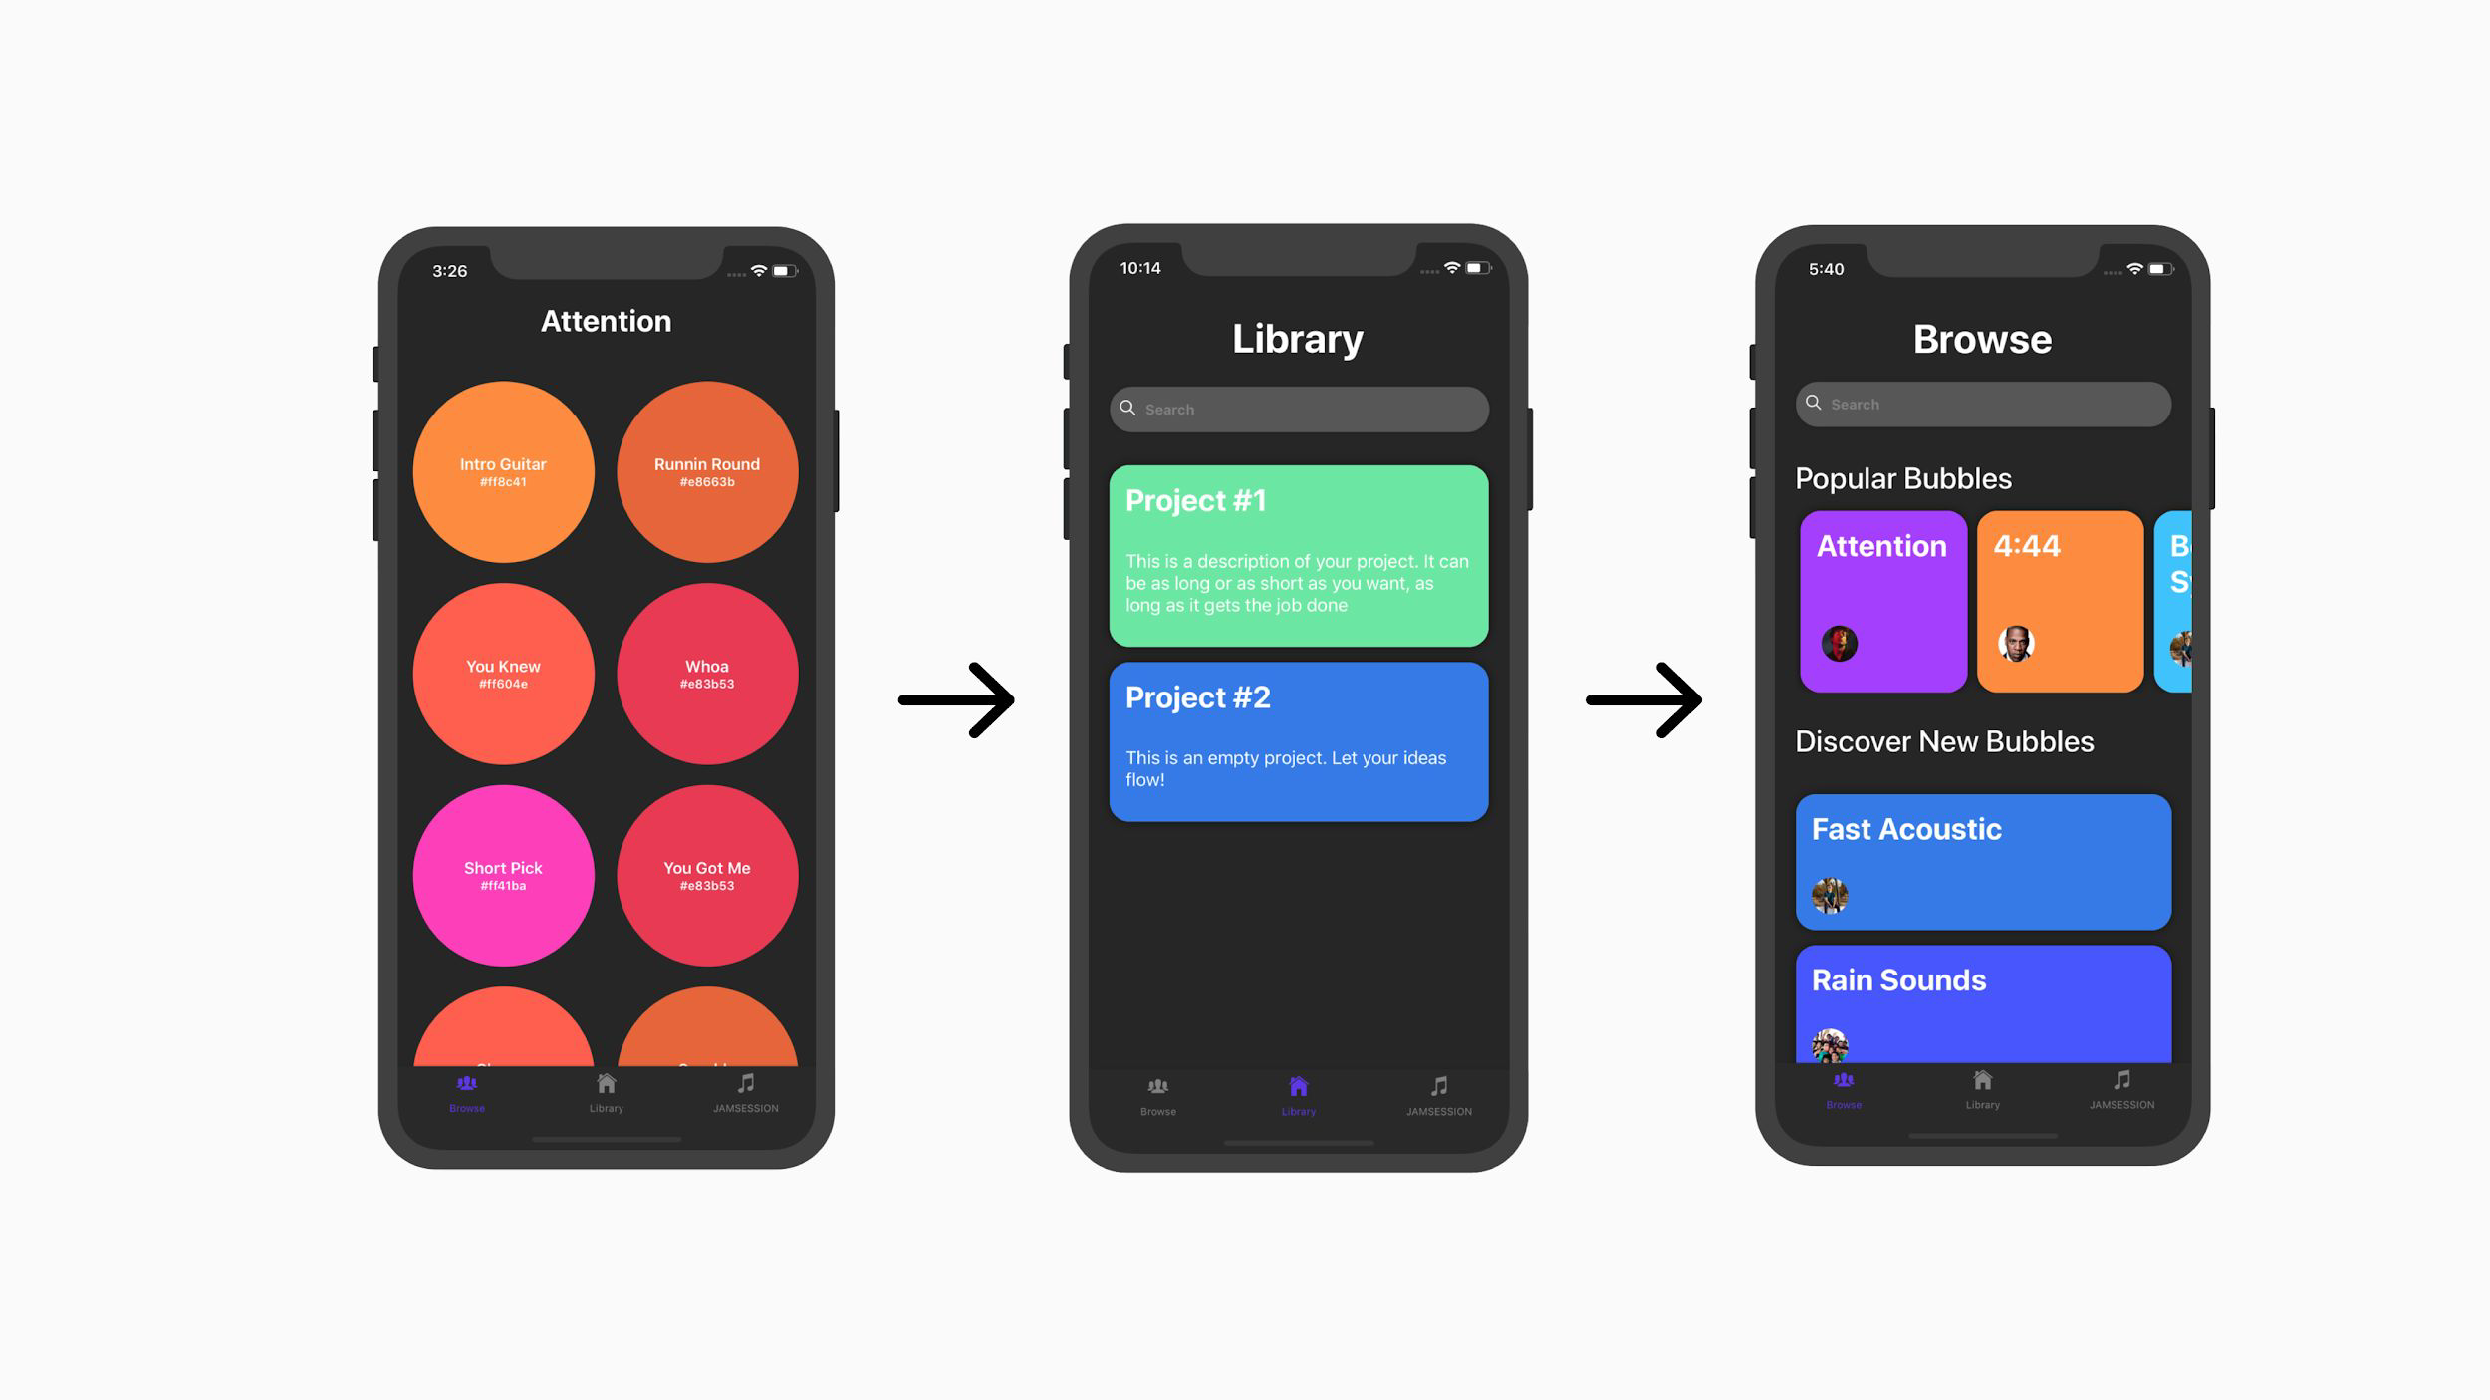 3:26
Attention
Intro Guitar
#ff8c41
Runnin Round
#e8663b
You Knew
#ff604e
Whoa
#e83b53
Short Pick
#ff41ba
You Got Me
#e83b53
Browse
Library
JAMSESSION
10:14
Library
Search
Project #1
This is a description of your project. It can
be as long or as short as you want, as
long as it gets the job done
Project #2
This is an empty project. Let your ideas
flow!
Browse
Library
JAMSESSION
5:40
Browse
Search
Popular Bubbles
Attention
4:44
Discover New Bubbles
Fast Acoustic
Rain Sounds
Browse
Library
JAMSESSION